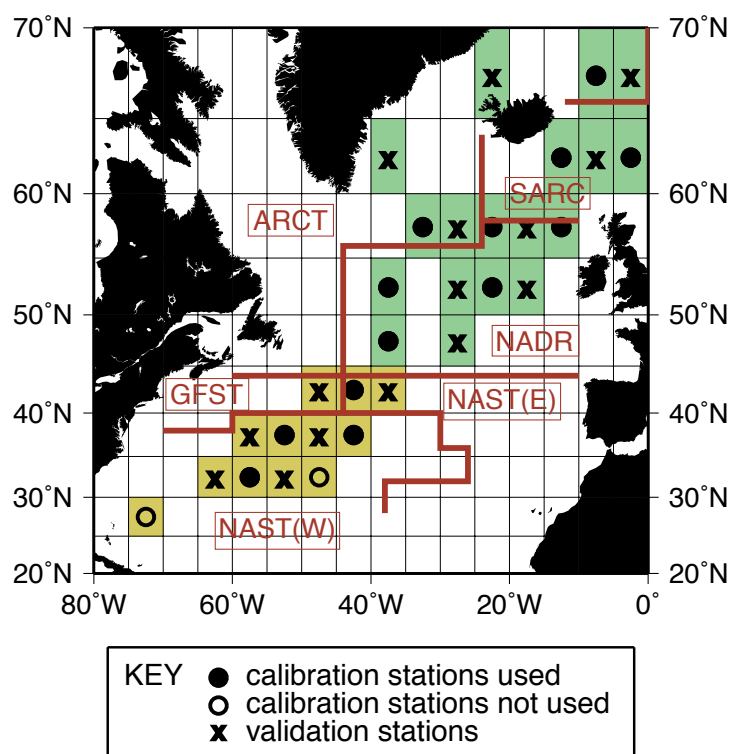 70˚N 70˚N
SARC
60˚N 60˚N
ARCT
50˚N 50˚N
NADR
GFST NAST(E)
40˚N 40˚N
30˚N 30˚N
NAST(W)
20˚N 20˚N
80˚W 60˚W 40˚W 20˚W 0˚
KEY calibration stations used
calibration stations not used
x validation stations